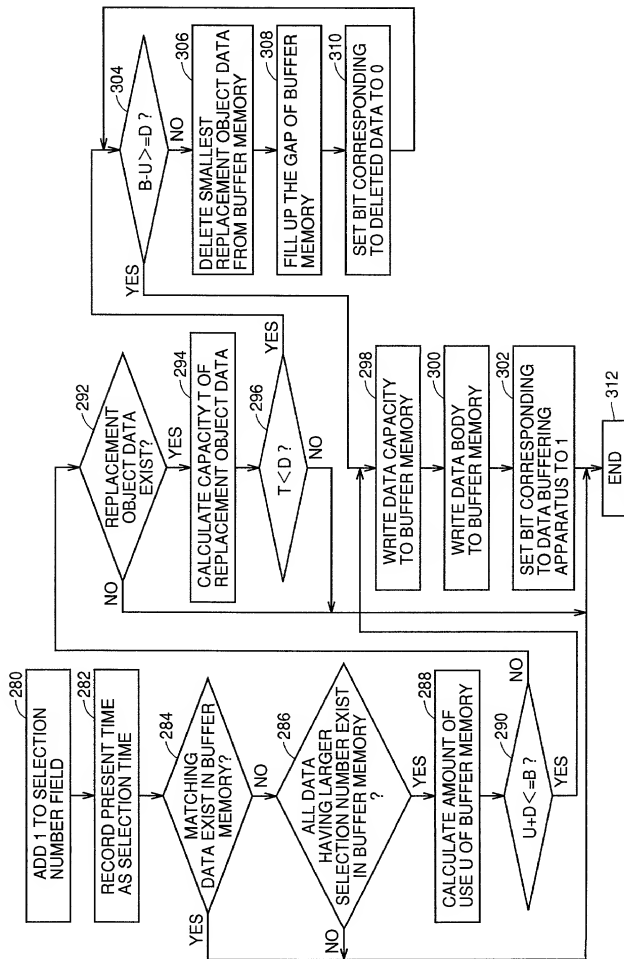 280
ADD 1 TO SELECTION
NUMBER FIELD
282
RECORD PRESENT TIME
AS SELECTION TIME
284
MATCHING
DATA EXIST IN BUFFER
MEMORY?
YES
NO
286
ALL DATA
HAVING LARGER
SELECTION NUMBER EXIST
IN BUFFER MEMORY
?
NO
YES
288
CALCULATE AMOUNT OF
USE U OF BUFFER MEMORY
290
U+D<=B ?
NO
YES
292
REPLACEMENT
OBJECT DATA
EXIST?
NO
YES
294
CALCULATE CAPACITY T OF
REPLACEMENT OBJECT DATA
296
T<D ?
YES
NO
298
WRITE DATA CAPACITY
TO BUFFER MEMORY
300
WRITE DATA BODY
TO BUFFER MEMORY
302
SET BIT CORRESPONDING
TO DATA BUFFERING
APPARATUS TO 1
312
END
304
B-U>=D ?
YES
NO
306
DELETE SMALLEST
REPLACEMENT OBJECT DATA
FROM BUFFER MEMORY
308
FILL UP THE GAP OF BUFFER
MEMORY
310
SET BIT CORRESPONDING
TO DELETED DATA TO 0